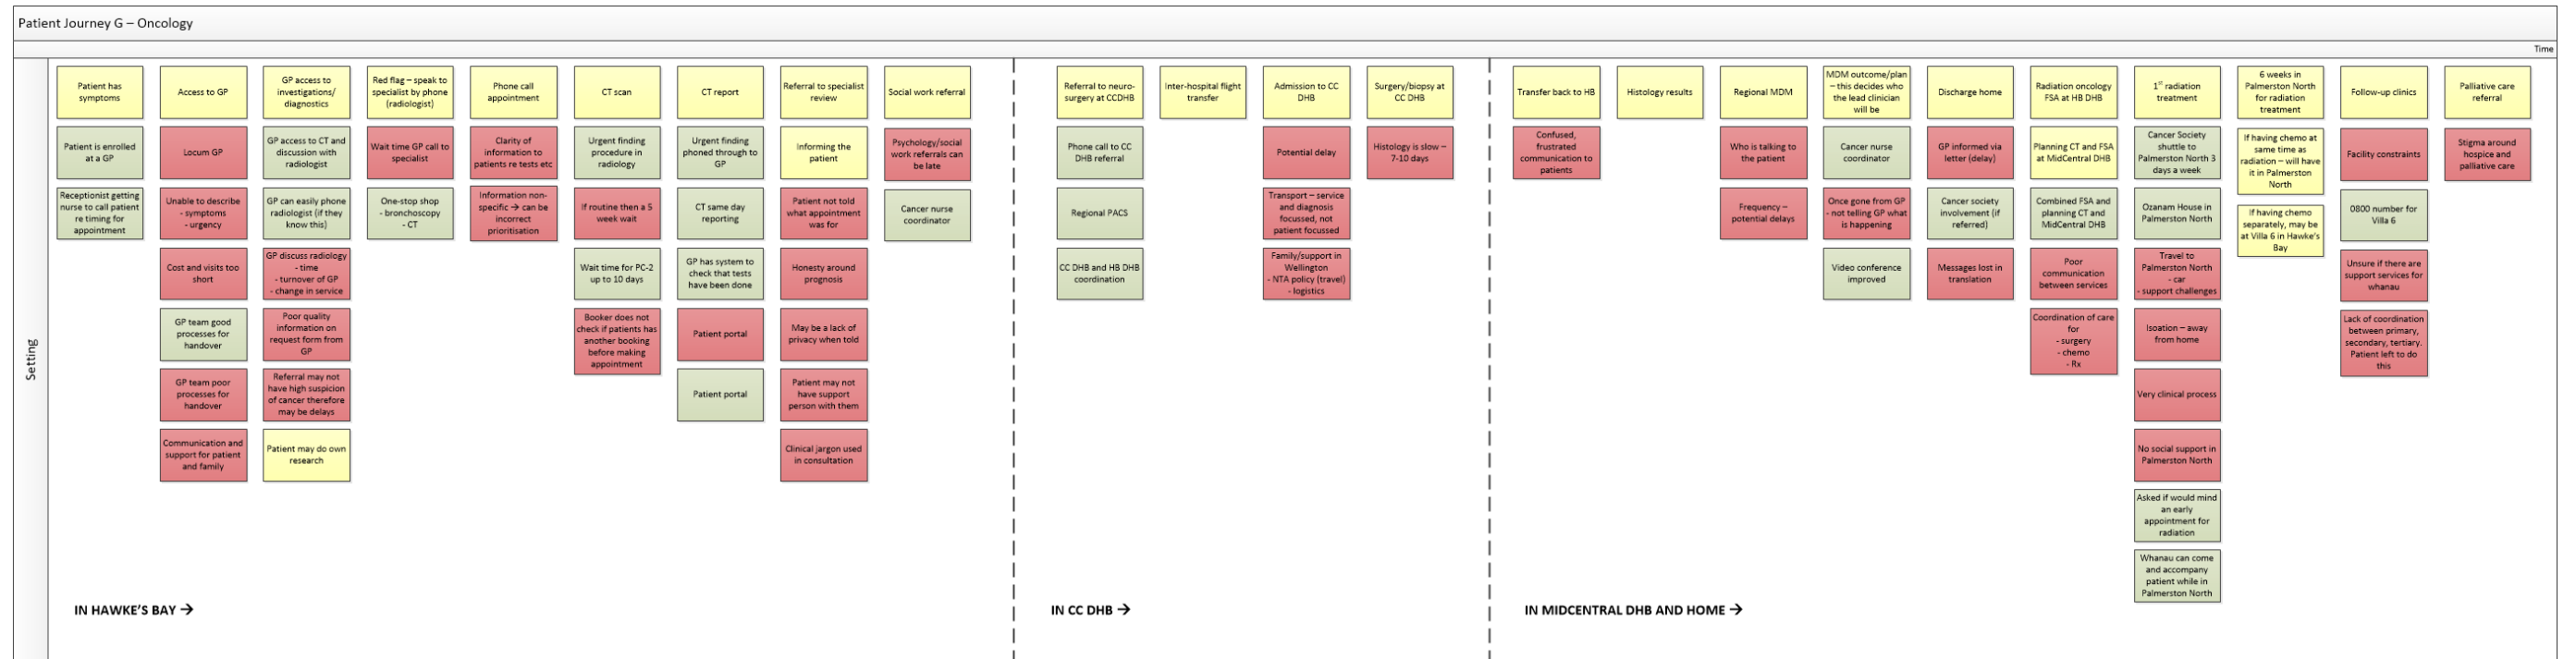 Patient Journey G – Oncology
Time
Setting
Patient has
symptoms
Patient is enrolled
at a GP
Receptionist getting
nurse to call patient
re timing for
appointment
Access to GP
Locum GP
Unable to describe
- symptoms
- urgency
Cost and visits too
short
GP team good
processes for
handover
GP team poor
processes for
handover
Communication and
support for patient
and family
GP access to
investigations/
diagnostics
GP access to CT and
discussion with
radiologist
GP can easily phone
radiologist (if they
know this)
GP discuss radiology
- time
- turnover of GP
- change in service
Poor quality
information on
request form from
GP
Referral may not
have high suspicion
of cancer therefore
may be delays
Patient may do own
research
Red flag – speak to
specialist by phone
(radiologist)
Wait time GP call to
specialist
One-stop shop
- bronchoscopy
- CT
Phone call
appointment
Clarity of
information to
patients re tests etc
Information non-
specific → can be
incorrect
prioritisation
CT scan
Urgent finding
procedure in
radiology
If routine then a 5
week wait
Wait time for PC-2
up to 10 days
Booker does not
check if patients has
another booking
before making
appointment
CT report
Urgent finding
phoned through to
GP
CT same day
reporting
GP has system to
check that tests
have been done
Patient portal
Patient portal
Referral to specialist
review
Informing the
patient
Patient not told
what appointment
was for
Honesty around
prognosis
May be a lack of
privacy when told
Patient may not
have support
person with them
Clinical jargon used
in consultation
Social work referral
Psychology/social
work referrals can
be late
Cancer nurse
coordinator
IN HAWKE'S BAY →
Referral to neuro-
surgery at CCDHB
Phone call to CC
DHB referral
Regional PACS
CC DHB and HB DHB
coordination
Inter-hospital flight
transfer
Admission to CC
DHB
Potential delay
Transport – service
and diagnosis
focussed, not
patient focussed
Family/support in
Wellington
- NTA policy (travel)
- logistics
Surgery/biopsy at
CC DHB
Histology is slow –
7-10 days
IN CC DHB →
Transfer back to HB
Confused,
frustrated
communication to
patients
Histology results
Regional MDM
Who is talking to
the patient
Frequency –
potential delays
MDM outcome/plan
– this decides who
the lead clinician
will be
Cancer nurse
coordinator
Once gone from GP
- not telling GP what
is happening
Video conference
improved
Discharge home
GP informed via
letter (delay)
Cancer society
involvement (if
referred)
Messages lost in
translation
Radiation oncology
FSA at HB DHB
Planning CT and FSA
at MidCentral DHB
Combined FSA and
planning CT and
MidCentral DHB
Poor
communication
between services
Coordination of care
for
- surgery
- chemo
- Rx
1st radiation
treatment
Cancer Society
shuttle to
Palmerston North 3
days a week
Ozanam House in
Palmerston North
Travel to
Palmerston North
- car
- support challenges
Isoation – away
from home
Very clinical process
No social support in
Palmerston North
Asked if would mind
an early
appointment for
radiation
Whanau can come
and accompany
patient while in
Palmerston North
6 weeks in
Palmerston North
for radiation
treatment
If having chemo at
same time as
radiation – will have
it in Palmerston
North
If having chemo
separately, may be
at Villa 6 in Hawke's
Bay
Follow-up clinics
Facility constraints
0800 number for
Villa 6
Unsure if there are
support services for
whanau
Lack of coordination
between primary,
secondary, tertiary.
Patient left to do
this
Palliative care
referral
Stigma around
hospice and
palliative care
IN MIDCENTRAL DHB AND HOME →